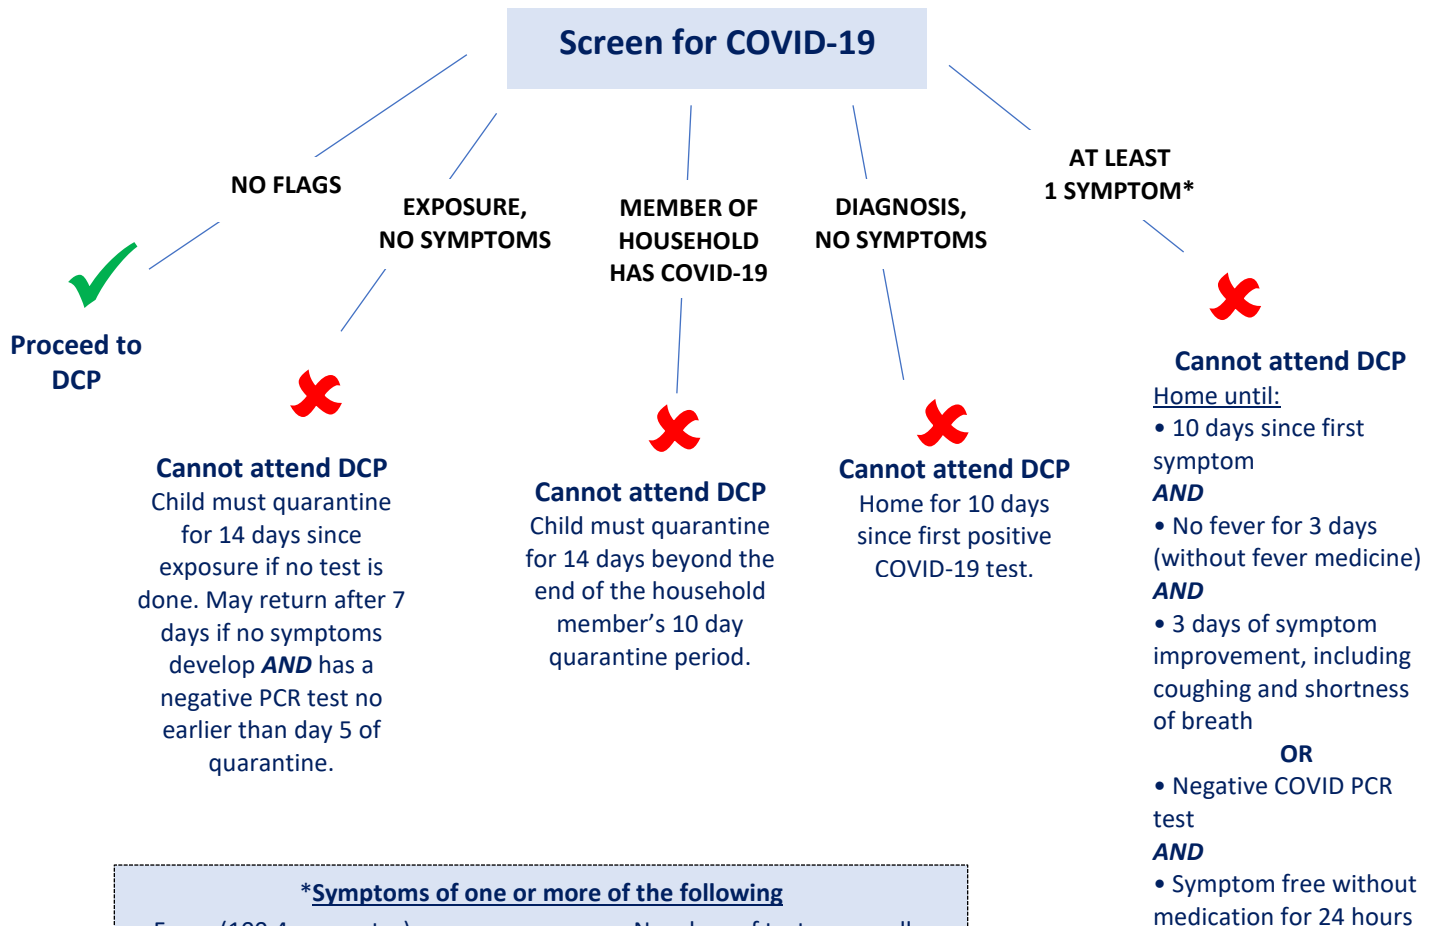 Screen for COVID-19
NO FLAGS
Proceed to
DCP
EXPOSURE,
NO SYMPTOMS
Cannot attend DCP
Child must quarantine
for 14 days since
exposure if no test is
done. May return after 7
days if no symptoms
develop AND has a
negative PCR test no
earlier than day 5 of
quarantine.
MEMBER OF
HOUSEHOLD
HAS COVID-19
Cannot attend DCP
Child must quarantine
for 14 days beyond the
end of the household
member’s 10 day
quarantine period.
DIAGNOSIS,
NO SYMPTOMS
Cannot attend DCP
Home for 10 days
since first positive
COVID-19 test.
AT LEAST
1 SYMPTOM*
Cannot attend DCP
Home until:
• 10 days since first
symptom
AND
• No fever for 3 days
(without fever medicine)
AND
• 3 days of symptom
improvement, including
coughing and shortness
of breath
OR
• Negative COVID PCR
test
AND
• Symptom free without
medication for 24 hours
*Symptoms of one or more of the following